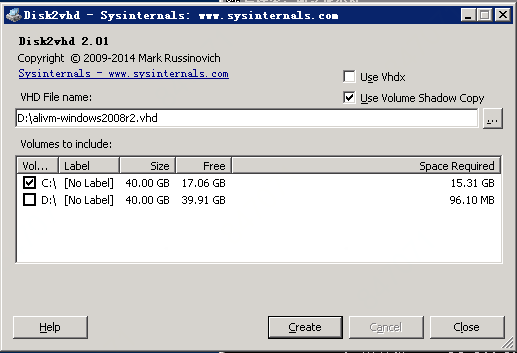 Disk2vhd - Sysinternals: www.sysinternals.com
Disk2vhd 2.01
Copyright © 2009-2014 Mark Russinovich
Sysinternals - www.sysinternals.com
Use Vhdx
Use Volume Shadow Copy
VHD File name:
D:\alivm-windows2008r2.vhd
...
Volumes to include:
Vol... Label Size Free Space Required
C:\ [No Label] 40.00 GB 17.06 GB 15.31 GB
D:\ [No Label] 40.00 GB 39.91 GB 96.10 MB
Help Create Cancel Close